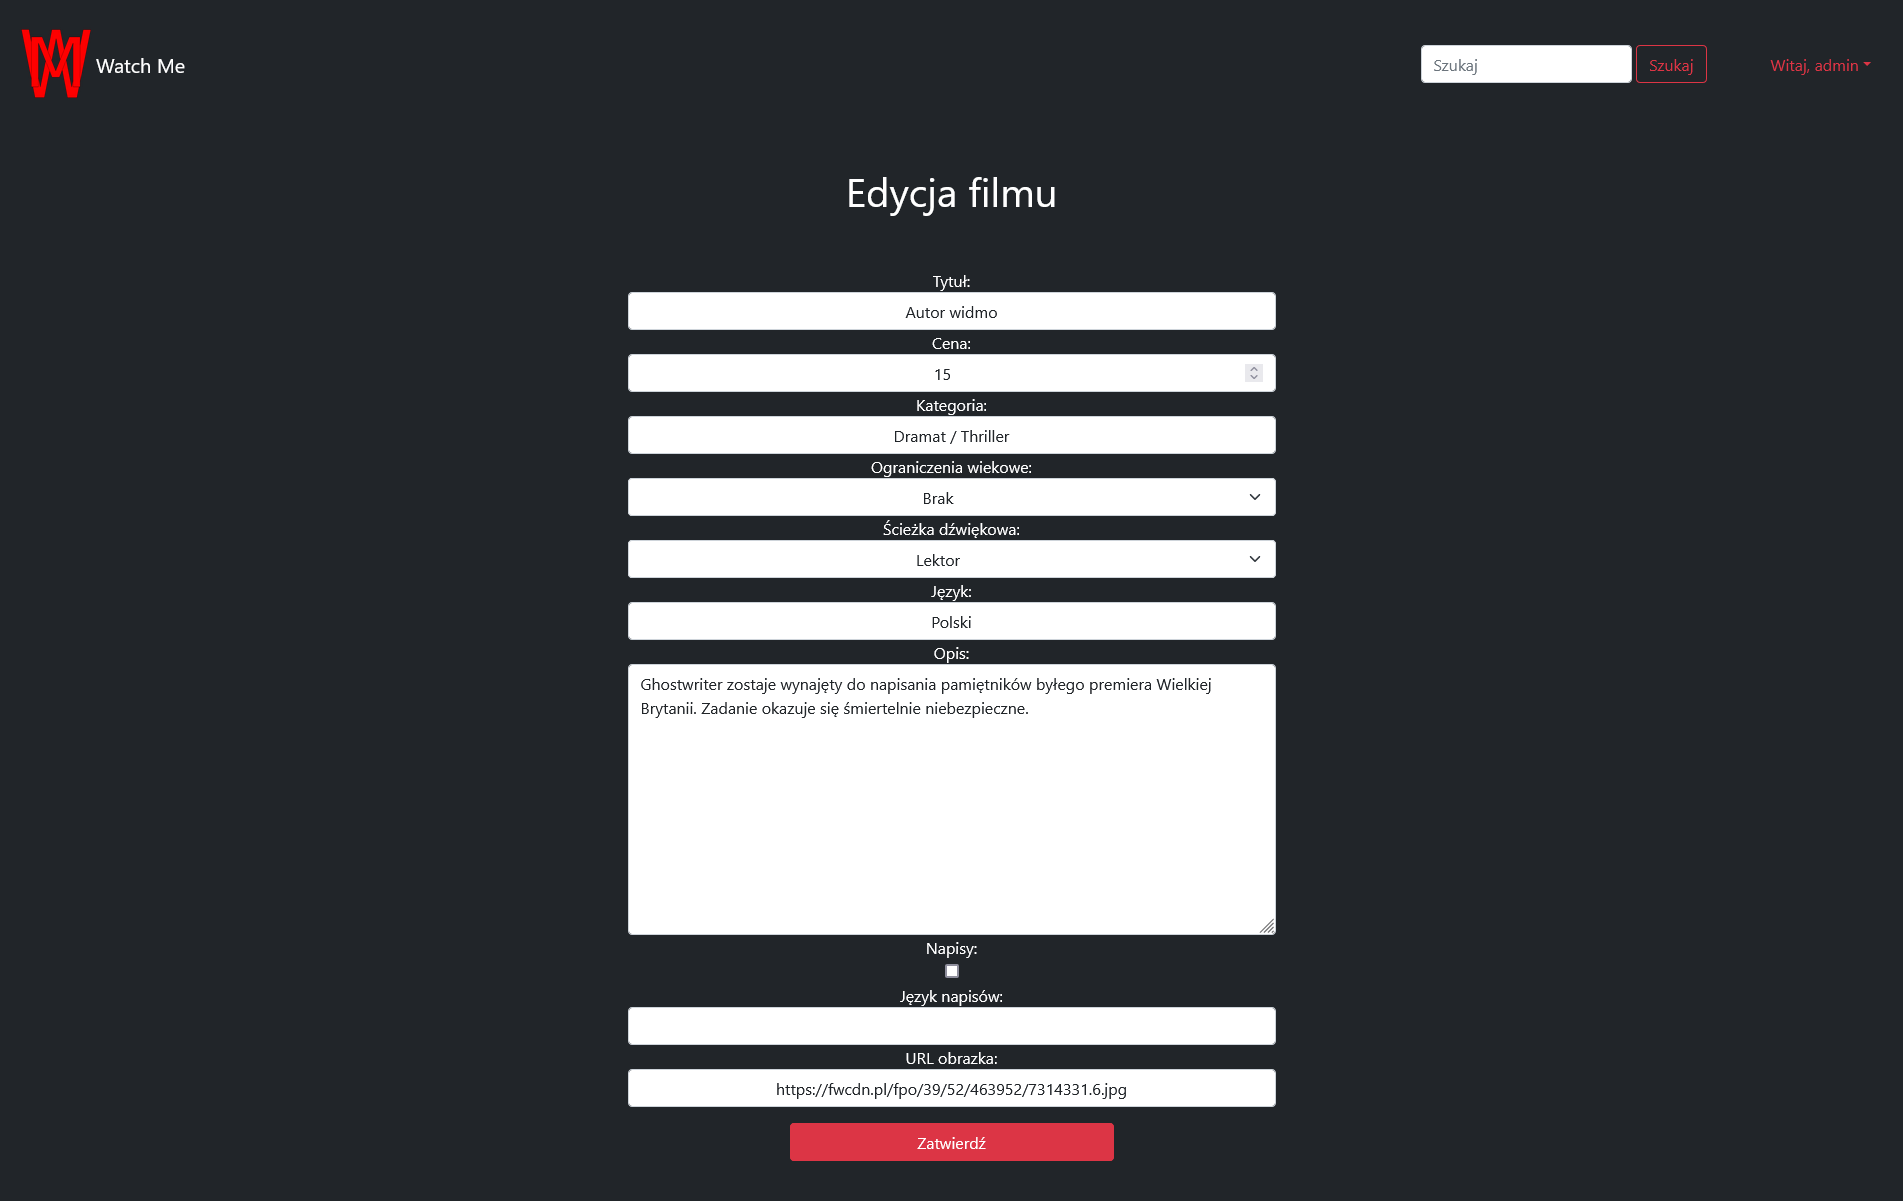 WM Watch Me
Szukaj
Szukaj
Witaj, admin
Edycja filmu
Tytuł:
Autor widmo
Cena:
15
Kategoria:
Dramat / Thriller
Ograniczenia wiekowe:
Brak
Ścieżka dźwiękowa:
Lektor
Język:
Polski
Opis:
Ghostwriter zostaje wynajęty do napisania pamiętników byłego premiera Wielkiej
Brytanii. Zadanie okazuje się śmiertelnie niebezpieczne.
Napisy:
Język napisów:
URL obrazka:
https://fwcdn.pl/fpo/39/52/463952/7314331.6.jpg
Zatwierdź